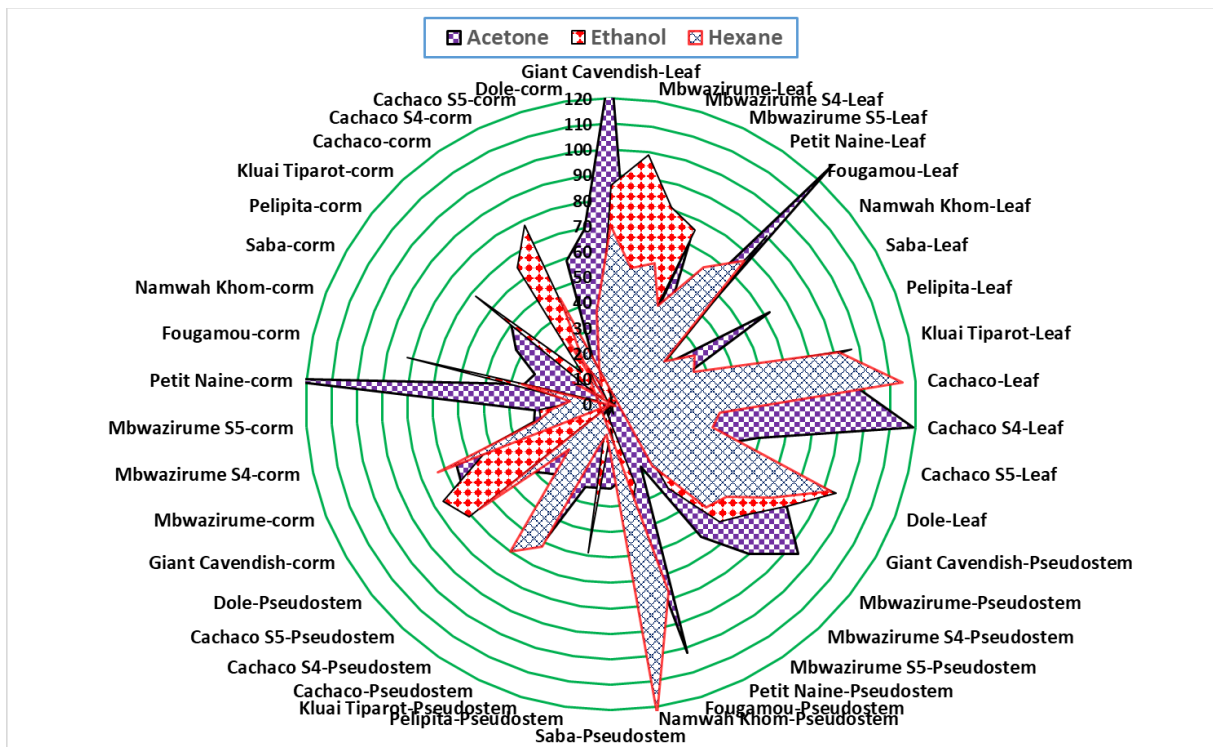 Acetone Ethanol Hexane
Giant Cavendish-Leaf
Mbwazirume-Leaf
Mbwazirume S4-Leaf
Mbwazirume S5-Leaf
Petit Naine-Leaf
Fougamou-Leaf
Namwah Khom-Leaf
Saba-Leaf
Pelipita-Leaf
Kluai Tiparot-Leaf
Cachaco-Leaf
Cachaco S4-Leaf
Cachaco S5-Leaf
Dole-Leaf
Giant Cavendish-Pseudostem
Mbwazirume-Pseudostem
Mbwazirume S4-Pseudostem
Mbwazirume S5-Pseudostem
Petit Naine-Pseudostem
Fougamou-Pseudostem
Namwah Khom-Pseudostem
Saba-Pseudostem
Pelipita-Pseudostem
Kluai Tiparot-Pseudostem
Cachaco-Pseudostem
Cachaco S4-Pseudostem
Cachaco S5-Pseudostem
Dole-Pseudostem
Giant Cavendish-corm
Mbwazirume-corm
Mbwazirume S4-corm
Mbwazirume S5-corm
Petit Naine-corm
Fougamou-corm
Namwah Khom-corm
Saba-corm
Pelipita-corm
Kluai Tiparot-corm
Cachaco-corm
Cachaco S4-corm
Cachaco S5-corm
Dole-corm
120
110
100
90
80
70
60
50
40
30
20
10
0